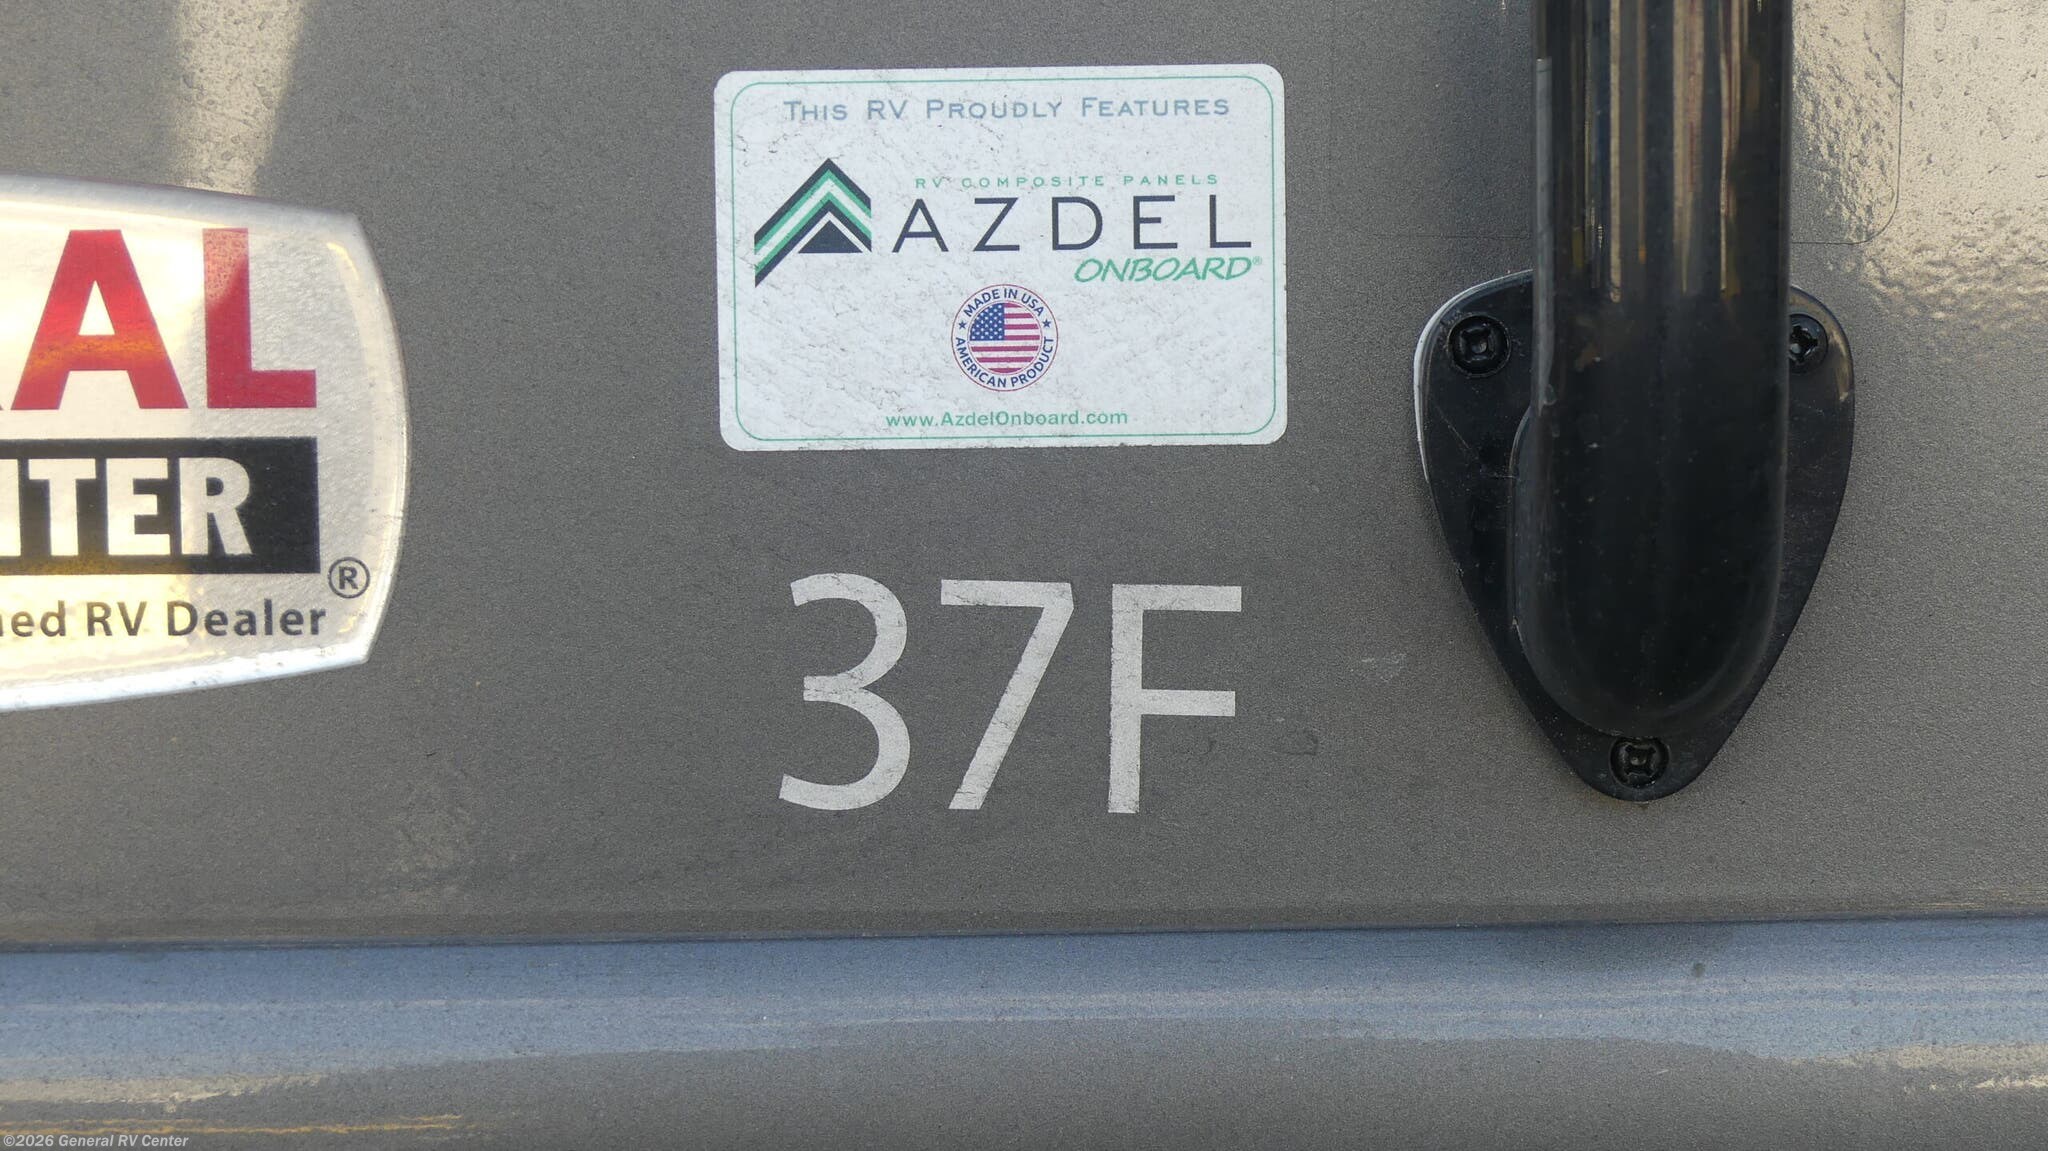 THIS RV PROUDLY FEATURES
RV COMPOSITE PANELS
AZDEL
ONBOARD®
MADE IN USA
AMERICAN PRODUCT
www.AzdelOnboard.com
AL
TER
®
RV Dealer
37F
©2026 General RV Center